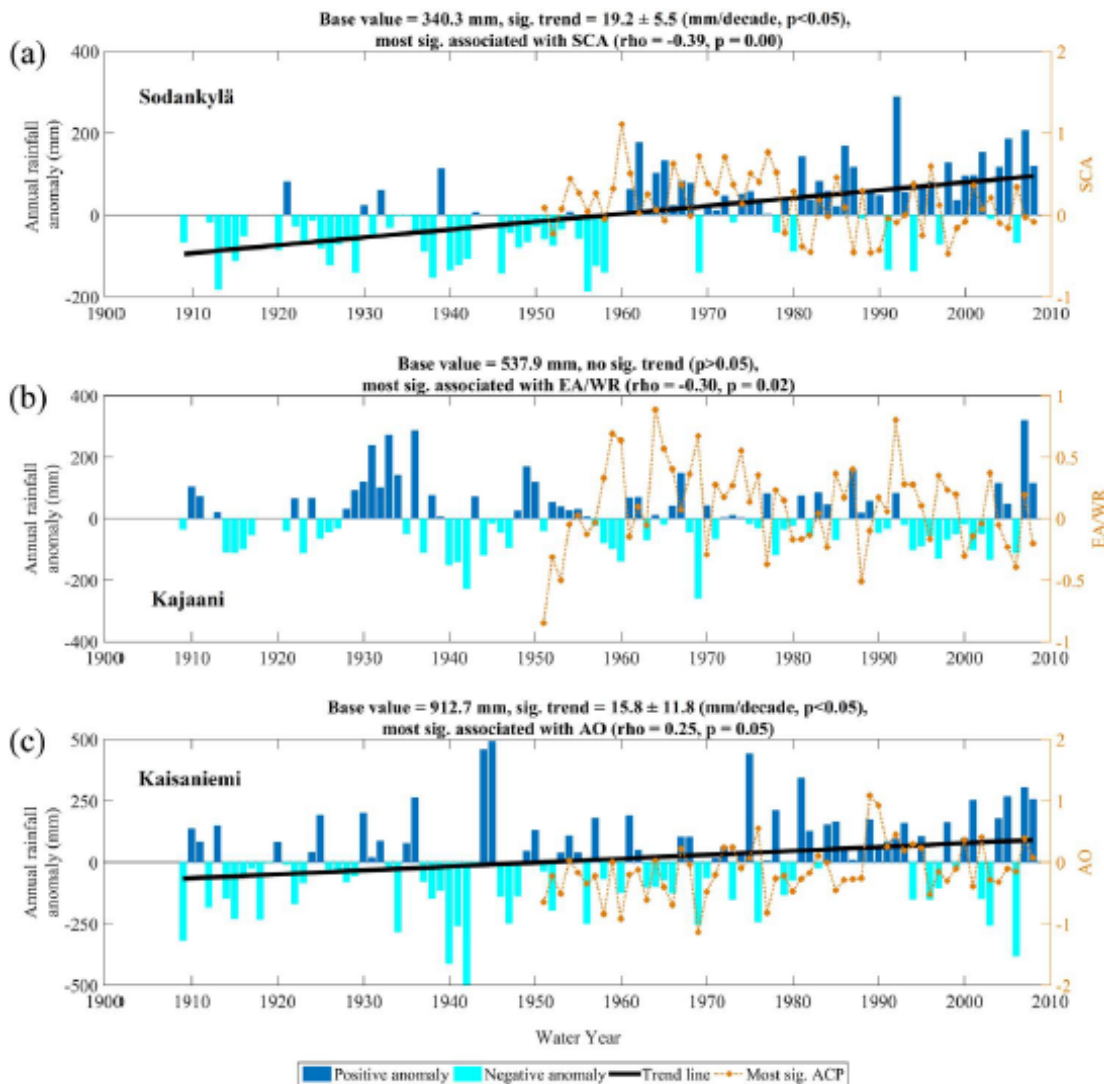 Base value = 340.3 mm, sig. trend = 19.2 ± 5.5 (mm/decade, p<0.05),
most sig. associated with SCA (rho = -0.39, p = 0.00)
(a)
Sodankylä
Annual rainfall
anomaly (mm)
400
200
0
-200
2
1
0
-1
SCA
1900 1910 1920 1930 1940 1950 1960 1970 1980 1990 2000 2010
Base value = 537.9 mm, no sig. trend (p>0.05),
most sig. associated with EA/WR (rho = -0.30, p = 0.02)
(b)
Kajaani
Annual rainfall
anomaly (mm)
400
200
0
-200
-400
1
0.5
0
-0.5
-1
EA/WR
1900 1910 1920 1930 1940 1950 1960 1970 1980 1990 2000 2010
Base value = 912.7 mm, sig. trend = 15.8 ± 11.8 (mm/decade, p<0.05),
most sig. associated with AO (rho = 0.25, p = 0.05)
(c)
Kaisaniemi
Annual rainfall
anomaly (mm)
500
250
0
-250
-500
2
1
0
-1
-2
AO
1900 1910 1920 1930 1940 1950 1960 1970 1980 1990 2000 2010
Water Year
Positive anomaly Negative anomaly Trend line Most sig. ACP